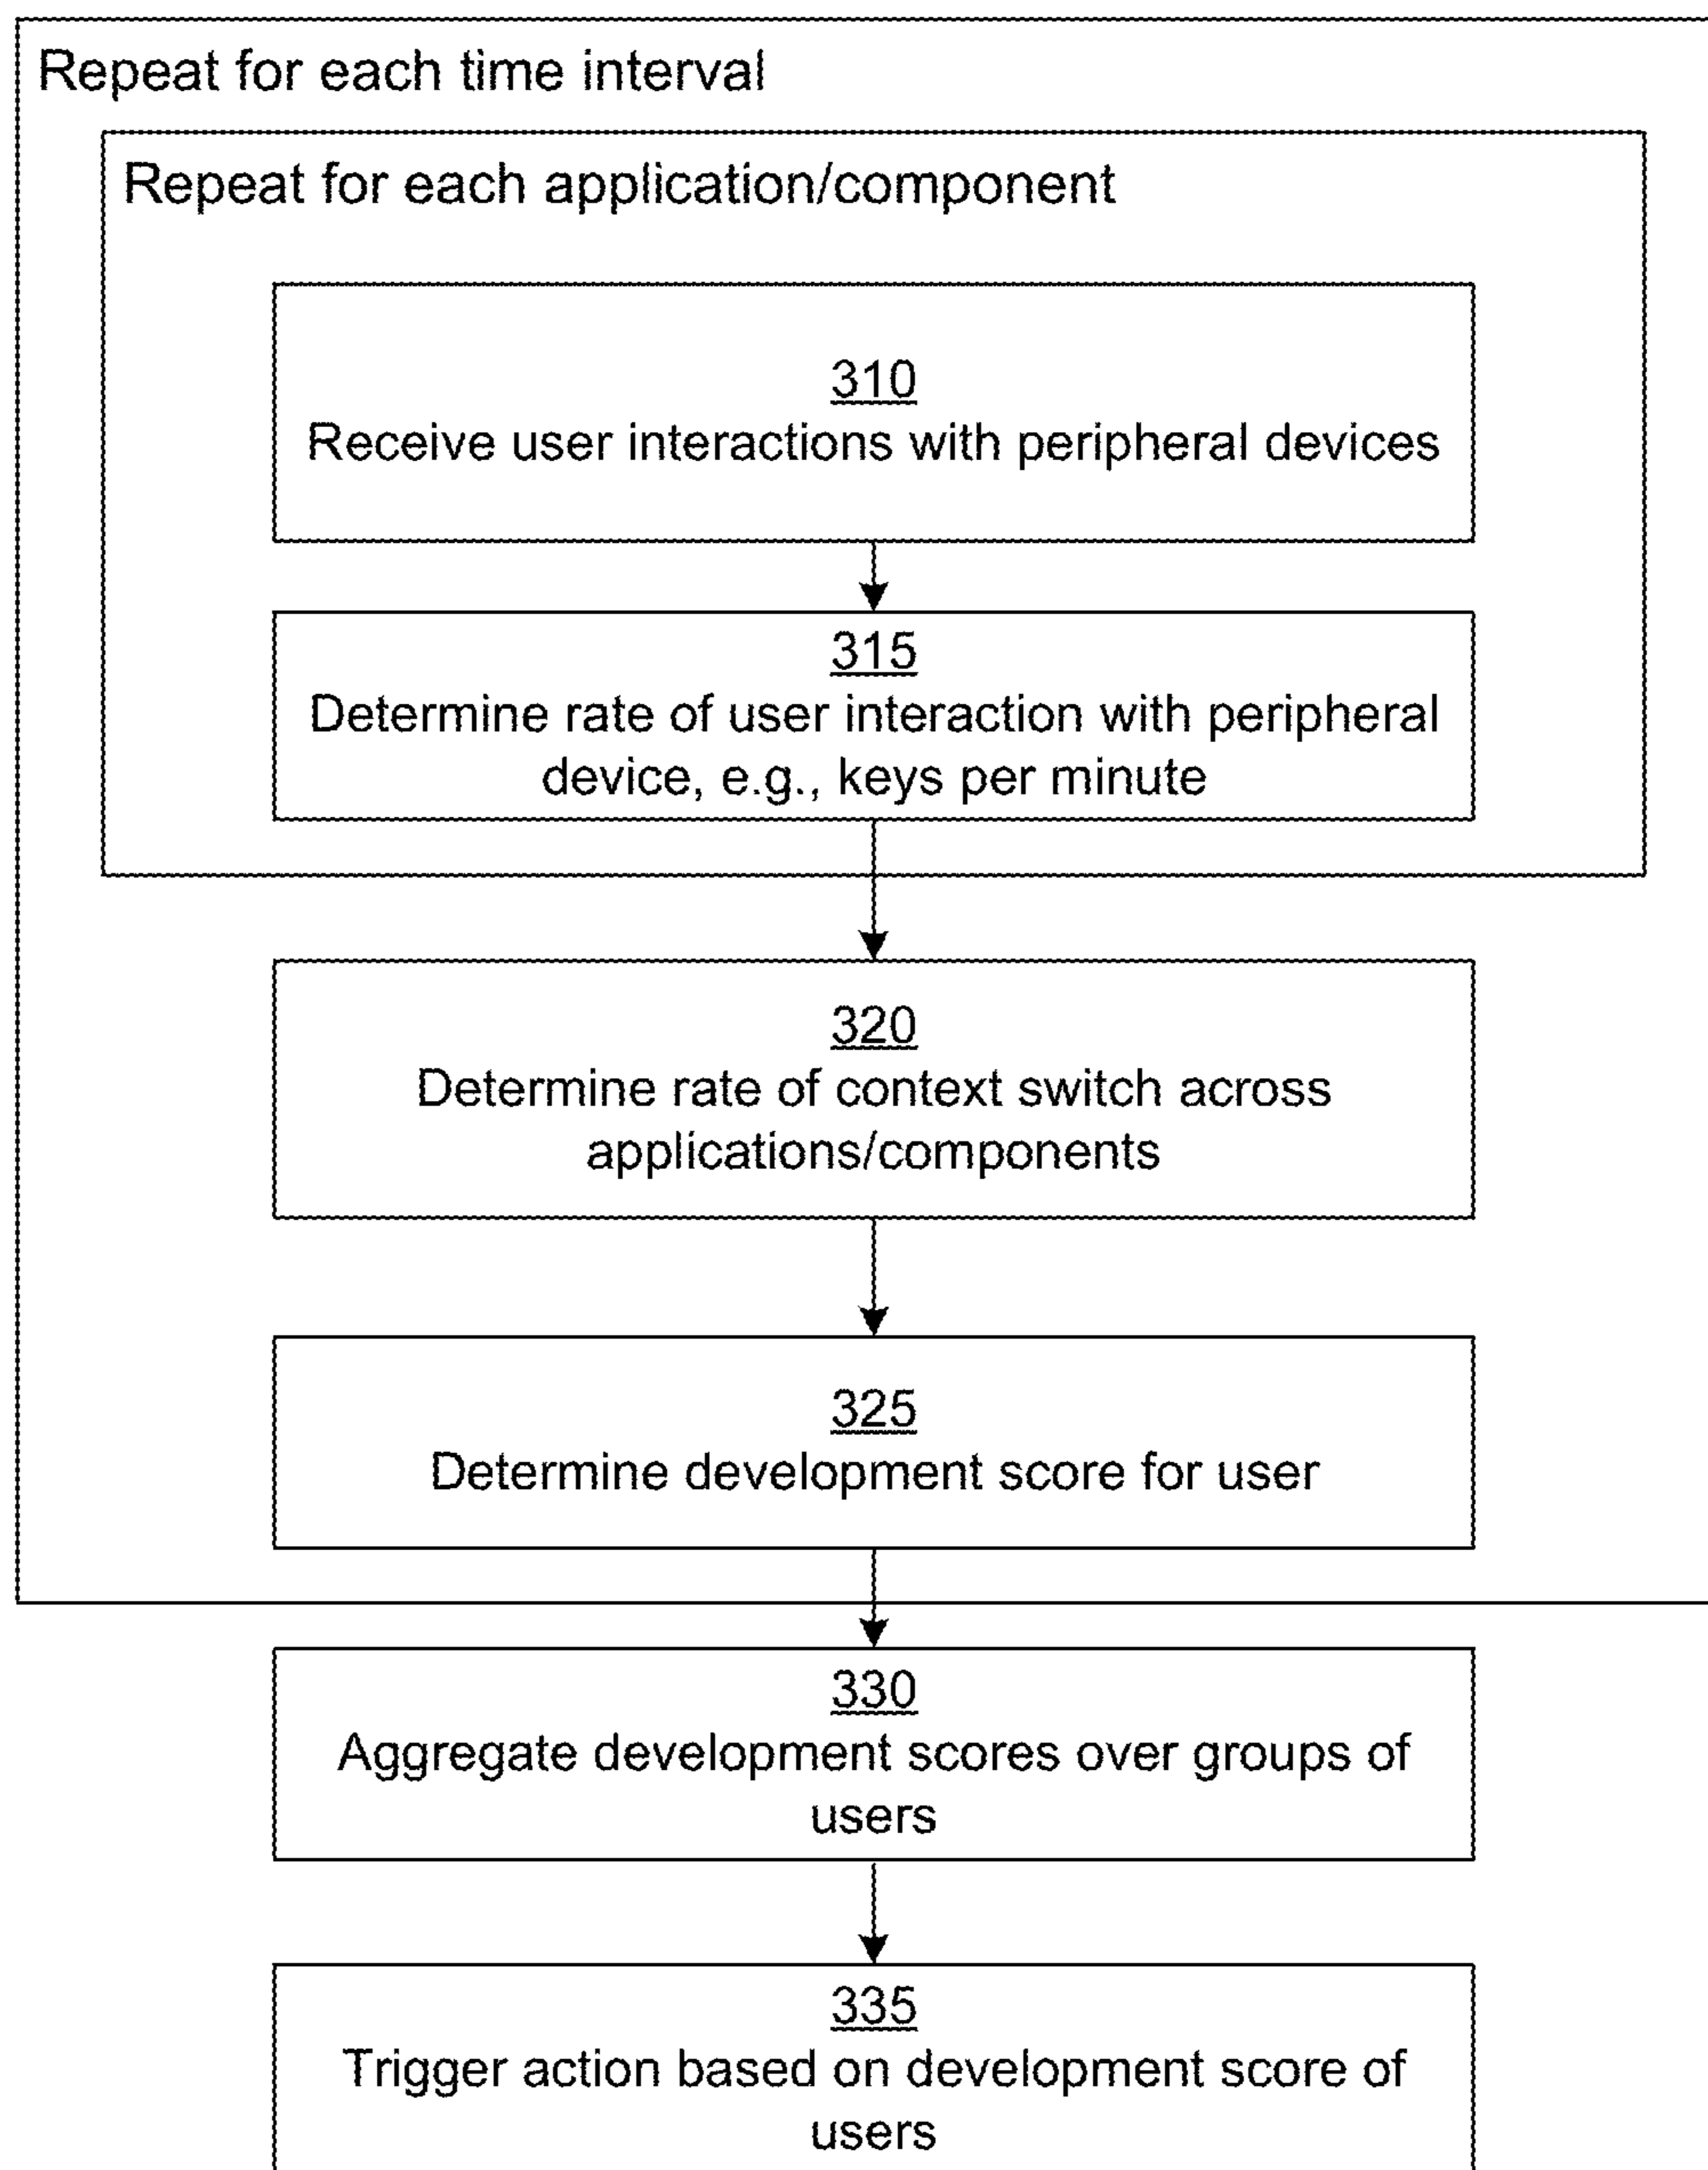 Repeat for each time interval
Repeat for each application/component
310
Receive user interactions with peripheral devices
315
Determine rate of user interaction with peripheral
device, e.g., keys per minute
320
Determine rate of context switch across
applications/components
325
Determine development score for user
330
Aggregate development scores over groups of
users
335
Trigger action based on development score of
users